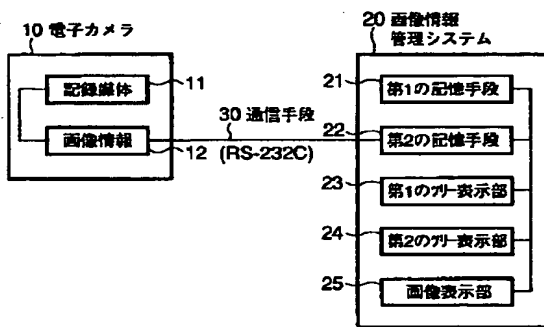 10 電子カメラ
記録媒体
11
画像情報
12
30 通信手段
(RS-232C)
20 画像情報
管理システム
21
第1の記憶手段
22
第2の記憶手段
23
第1のツリー表示部
24
第2のツリー表示部
25
画像表示部